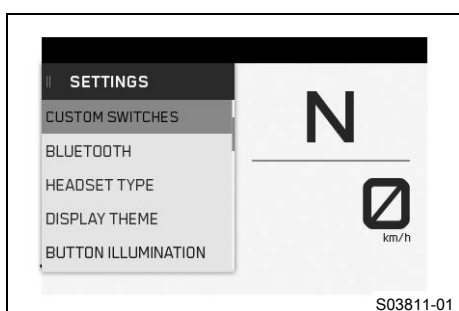 SETTINGS
CUSTOM SWITCHES
BLUETOOTH
HEADSET TYPE
DISPLAY THEME
BUTTON ILLUMINATION
N
0
km/h
S03811-01